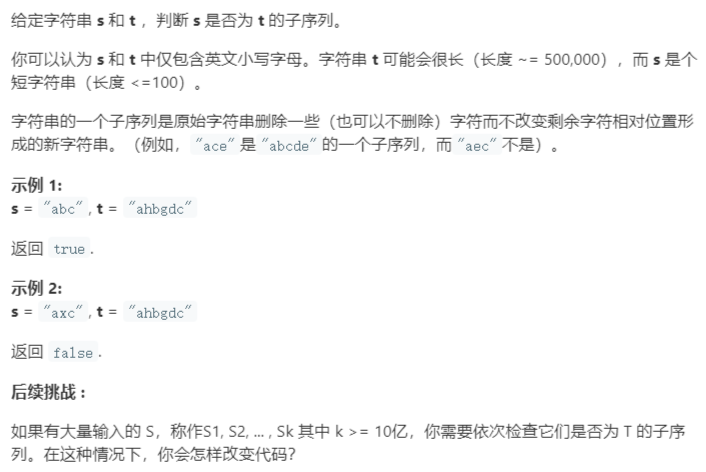 给定字符串 s 和 t ，判断 s 是否为 t 的子序列。
你可以认为 s 和 t 中仅包含英文小写字母。字符串 t 可能会很长（长度 ~= 500,000），而 s 是个
短字符串（长度 <=100）。
字符串的一个子序列是原始字符串删除一些（也可以不删除）字符而不改变剩余字符相对位置形
成的新字符串。（例如，"ace"是"abcde"的一个子序列，而"aec"不是）。
示例 1:
s = "abc", t = "ahbgdc"
返回 true.
示例 2:
s = "axc", t = "ahbgdc"
返回 false.
后续挑战 :
如果有大量输入的 S，称作S1, S2, ... , Sk 其中 k >= 10亿，你需要依次检查它们是否为 T 的子序
列。在这种情况下，你会怎样改变代码？